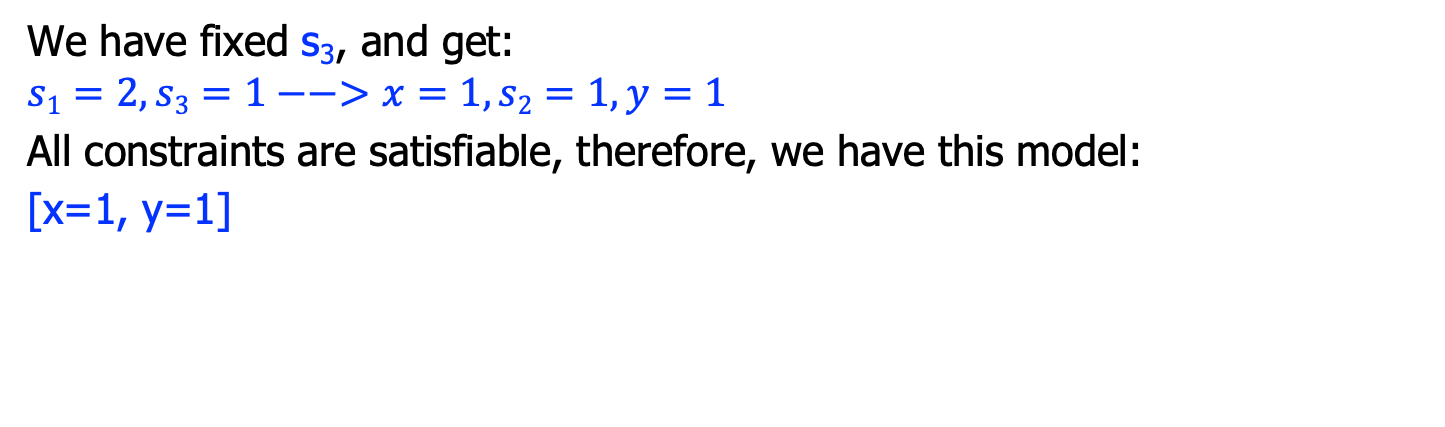 We have fixed s₃, and get:
s₁ = 2, s₃ = 1 −−> x = 1, s₂ = 1, y = 1
All constraints are satisfiable, therefore, we have this model:
[x=1, y=1]